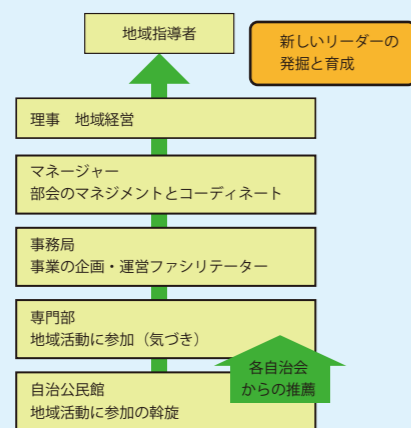 地域指導者
新しいリーダーの
発掘と育成
理事　地域経営
マネージャー
部会のマネジメントとコーディネート
事務局
事業の企画・運営ファシリテーター
専門部
地域活動に参加（気づき）
各自治会
からの推薦
自治公民館
地域活動に参加の斡旋